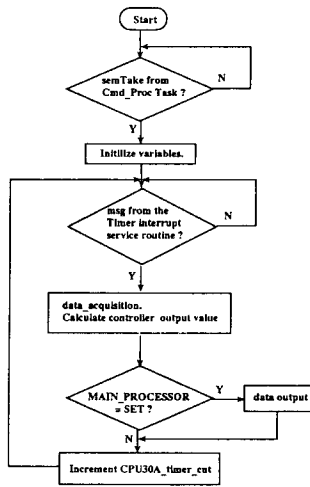 Start
semTake from
Cmd_Proc Task ?
N
Y
Initilize variables.
msg from the
Timer interrupt
service routine ?
N
Y
data_acquisition.
Calculate controller output value
MAIN_PROCESSOR
= SET ?
Y
data output
N
Increment CPU30A_timer_cnt